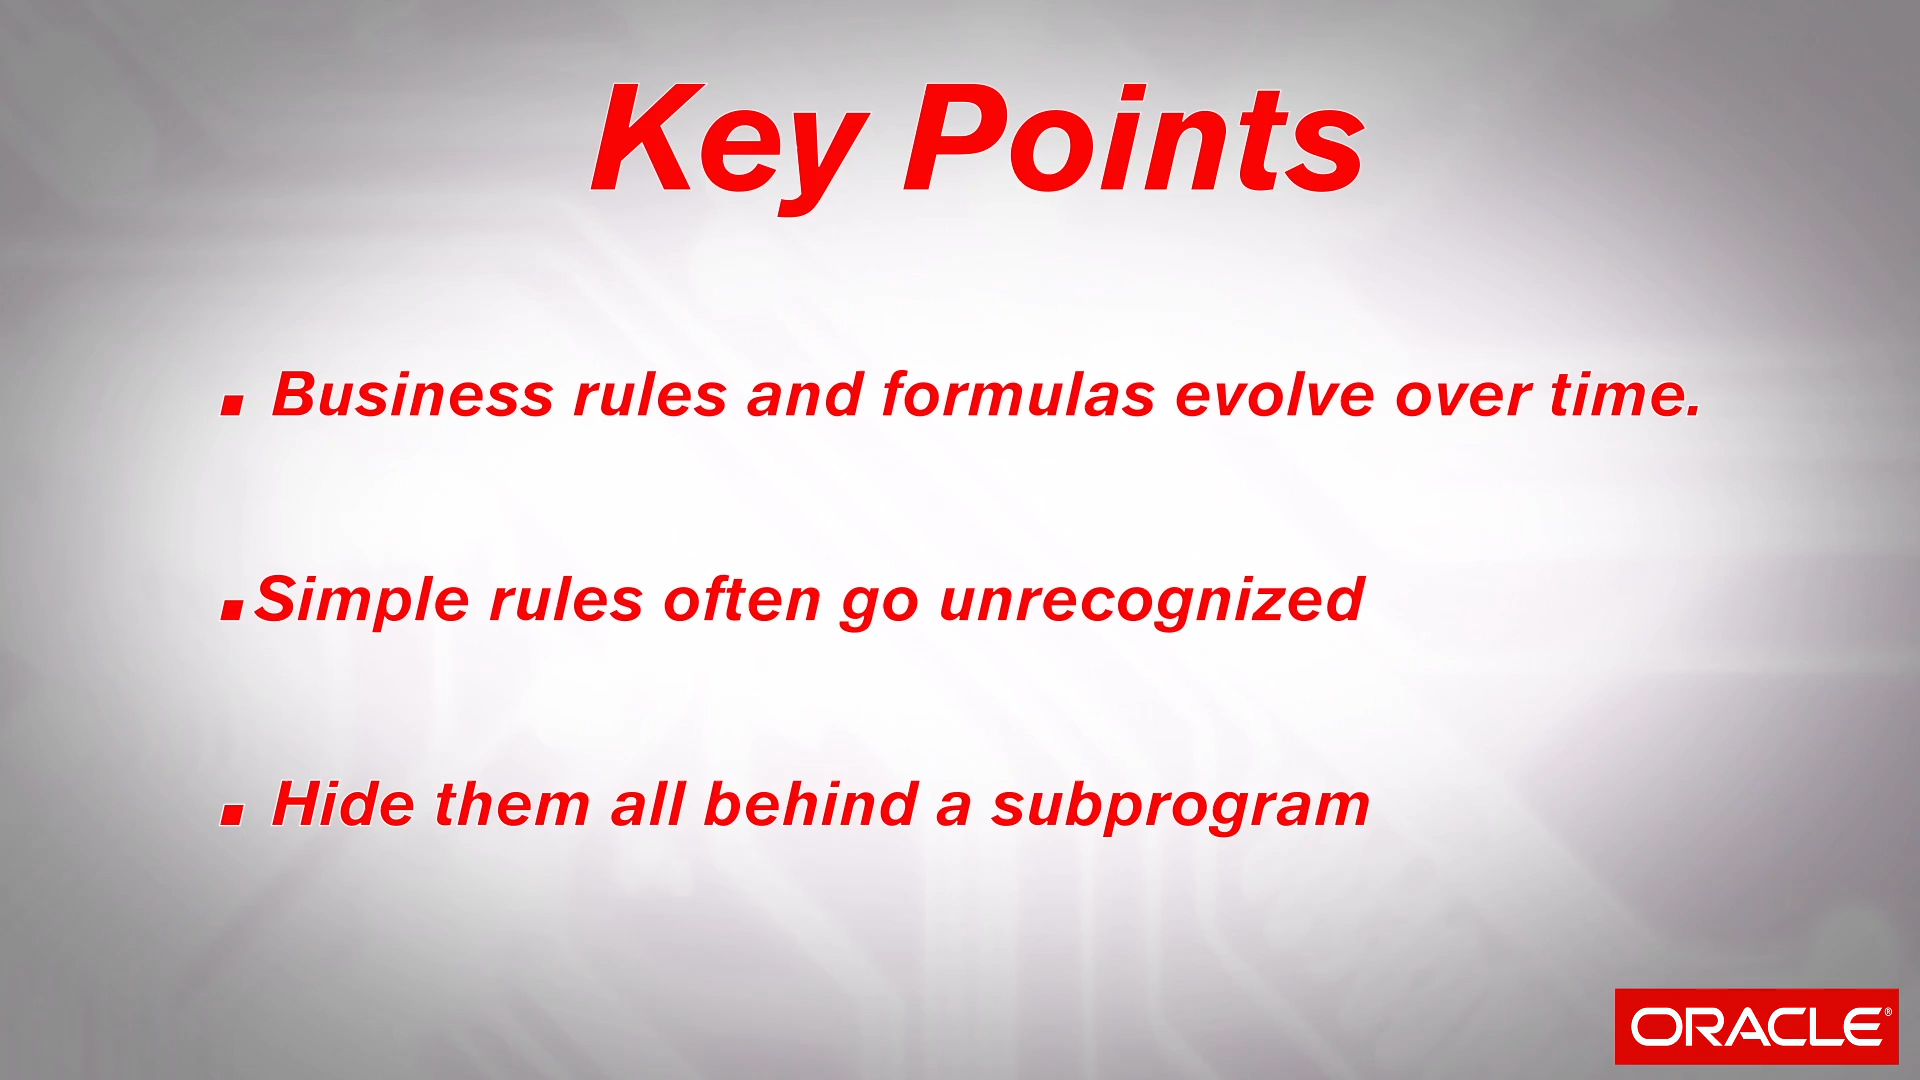 Key Points
▪ Business rules and formulas evolve over time.
▪ Simple rules often go unrecognized
▪ Hide them all behind a subprogram
ORACLE®